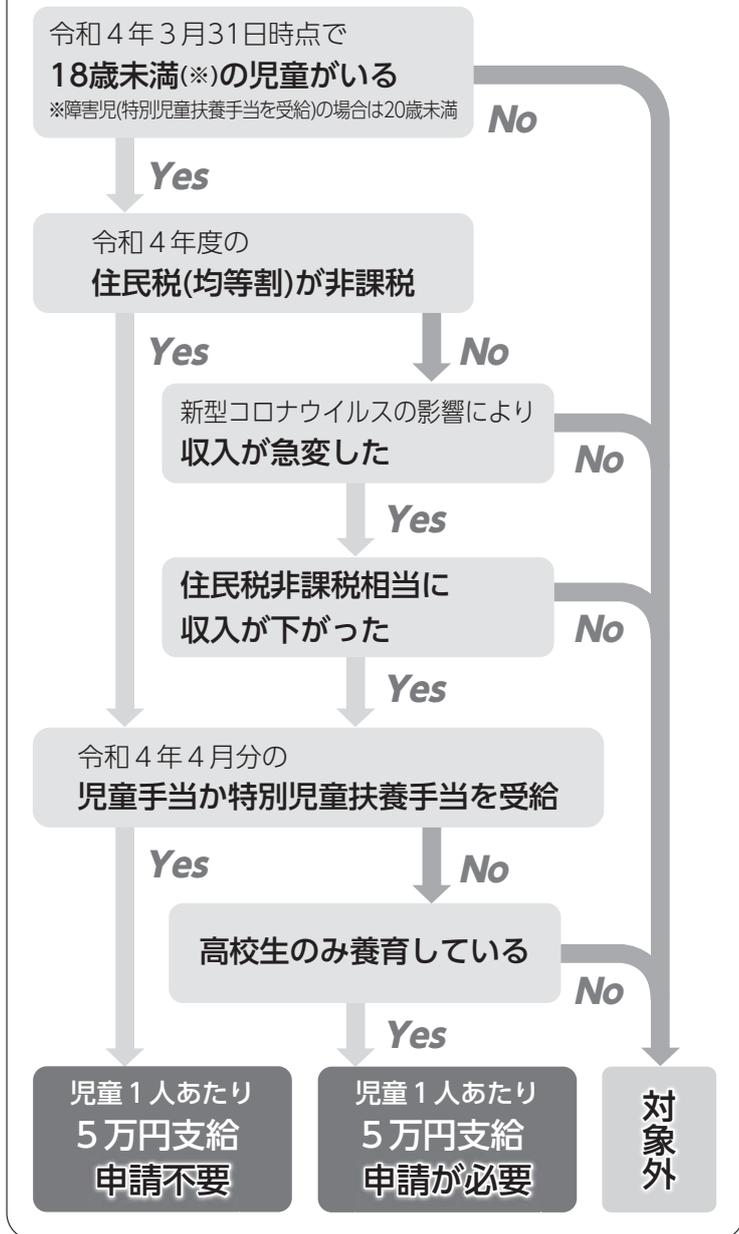 令和4年3月31日時点で
18歳未満(※)の児童がいる
※障害児(特別児童扶養手当を受給)の場合は20歳未満
No
Yes
令和4年度の
住民税(均等割)が非課税
Yes
No
新型コロナウイルスの影響により
収入が急変した
No
Yes
住民税非課税相当に
収入が下がった
No
Yes
令和4年4月分の
児童手当か特別児童扶養手当を受給
Yes
No
高校生のみ養育している
No
Yes
児童1人あたり
5万円支給
申請不要
児童1人あたり
5万円支給
申請が必要
対象外